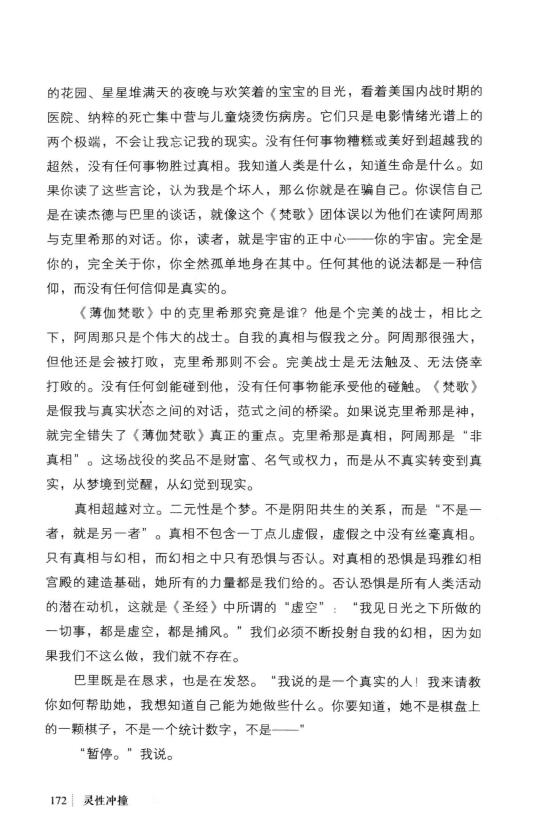 的花园、星星堆满天的夜晚与欢笑着的宝宝的目光，看着美国内战时期的
医院、纳粹的死亡集中营与儿童烧烫伤病房。它们只是电影情绪光谱上的
两个极端，不会让我忘记我的现实。没有任何事物糟糕或美好到超越我的
超然，没有任何事物胜过真相。我知道人类是什么，知道生命是什么。如
果你读了这些言论，认为我是个坏人，那么你就是在骗自己。你误信自己
是在读杰德与巴里的谈话，就像这个《梵歌》团体误以为他们在读阿周那
与克里希那的对话。你，读者，就是宇宙的正中心——你的宇宙。完全是
你的，完全关于你，你全然孤单地身在其中。任何其他的说法都是一种信
仰，而没有任何信仰是真实的。
《薄伽梵歌》中的克里希那究竟是谁？他是个完美的战士，相比之
下，阿周那只是个伟大的战士。自我的真相与假我之分。阿周那很强大，
但他还是会被打败，克里希那则不会。完美战士是无法触及、无法侥幸
打败的。没有任何剑能碰到他，没有任何事物能承受他的碰触。《梵歌》
是假我与真实状态之间的对话，范式之间的桥梁。如果说克里希那是神，
就完全错失了《薄伽梵歌》真正的重点。克里希那是真相，阿周那是“非
真相”。这场战役的奖品不是财富、名气或权力，而是从不真实转变到真
实，从梦境到觉醒，从幻觉到现实。
真相超越对立。二元性是个梦。不是阴阳共生的关系，而是“不是一
者，就是另一者”。真相不包含一丁点儿虚假，虚假之中没有丝毫真相。
只有真相与幻相，而幻相之中只有恐惧与否认。对真相的恐惧是玛雅幻相
宫殿的建造基础，她所有的力量都是我们给的。否认恐惧是所有人类活动
的潜在动机，这就是《圣经》中所谓的“虚空”：“我见日光之下所做的
一切事，都是虚空，都是捕风。”我们必须不断投射自我的幻相，因为如
果我们不这么做，我们就不存在。
巴里既是在恳求，也是在发怒。“我说的是一个真实的人！我来请教
你如何帮助她，我想知道自己能为她做些什么。你要知道，她不是棋盘上
的一颗棋子，不是一个统计数字，不是——”
“暂停。”我说。
172 灵性冲撞